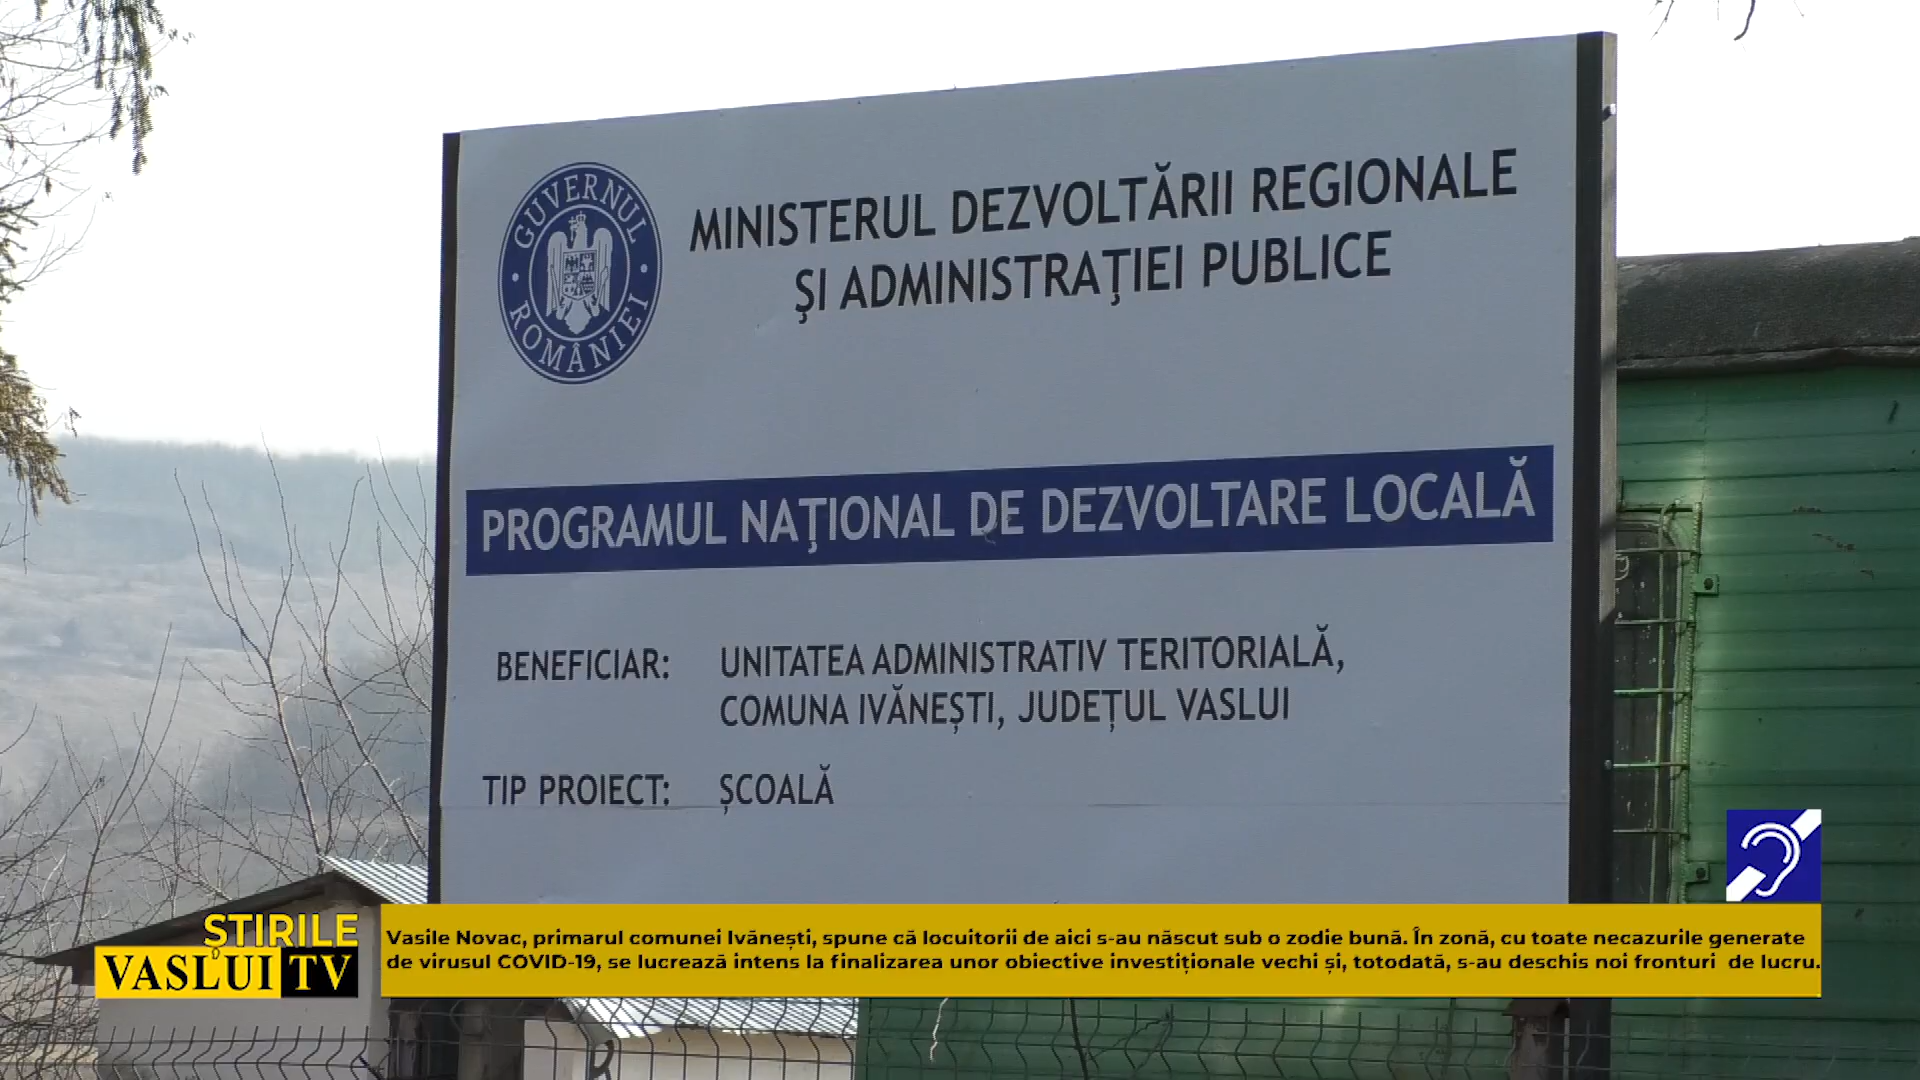 GUVERNUL ROMÂNIEI
MINISTERUL DEZVOLTĂRII REGIONALE
ŞI ADMINISTRAŢIEI PUBLICE
PROGRAMUL NAŢIONAL DE DEZVOLTARE LOCALĂ
BENEFICIAR: UNITATEA ADMINISTRATIV TERITORIALĂ,
COMUNA IVĂNEȘTI, JUDEȚUL VASLUI
TIP PROIECT: ȘCOALĂ
ȘTIRILE
VASLUI TV
Vasile Novac, primarul comunei Ivănești, spune că locuitorii de aici s-au născut sub o zodie bună. În zonă, cu toate necazurile generate
de virusul COVID-19, se lucrează intens la finalizarea unor obiective investiționale vechi și, totodată, s-au deschis noi fronturi de lucru.